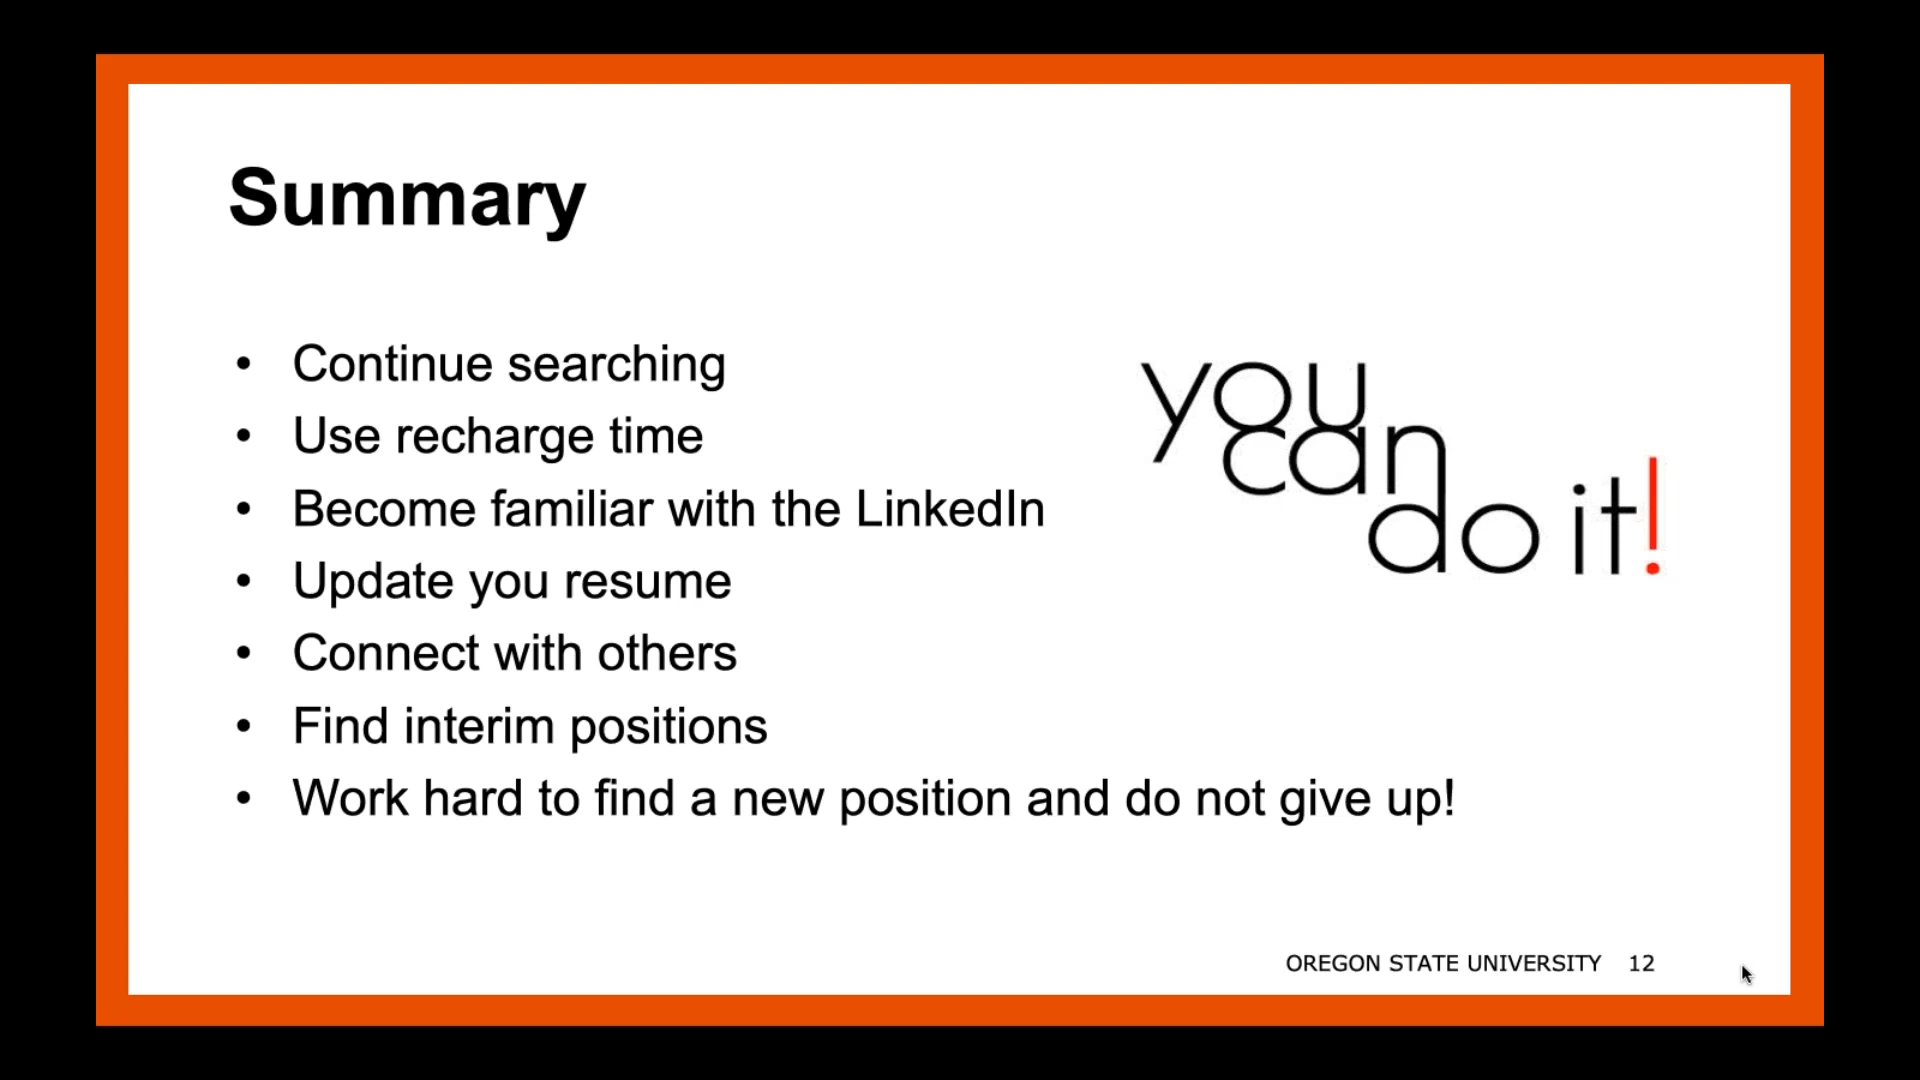 Summary
• Continue searching
• Use recharge time
• Become familiar with the LinkedIn
• Update you resume
• Connect with others
• Find interim positions
• Work hard to find a new position and do not give up!
you
can
do it!
OREGON STATE UNIVERSITY 12